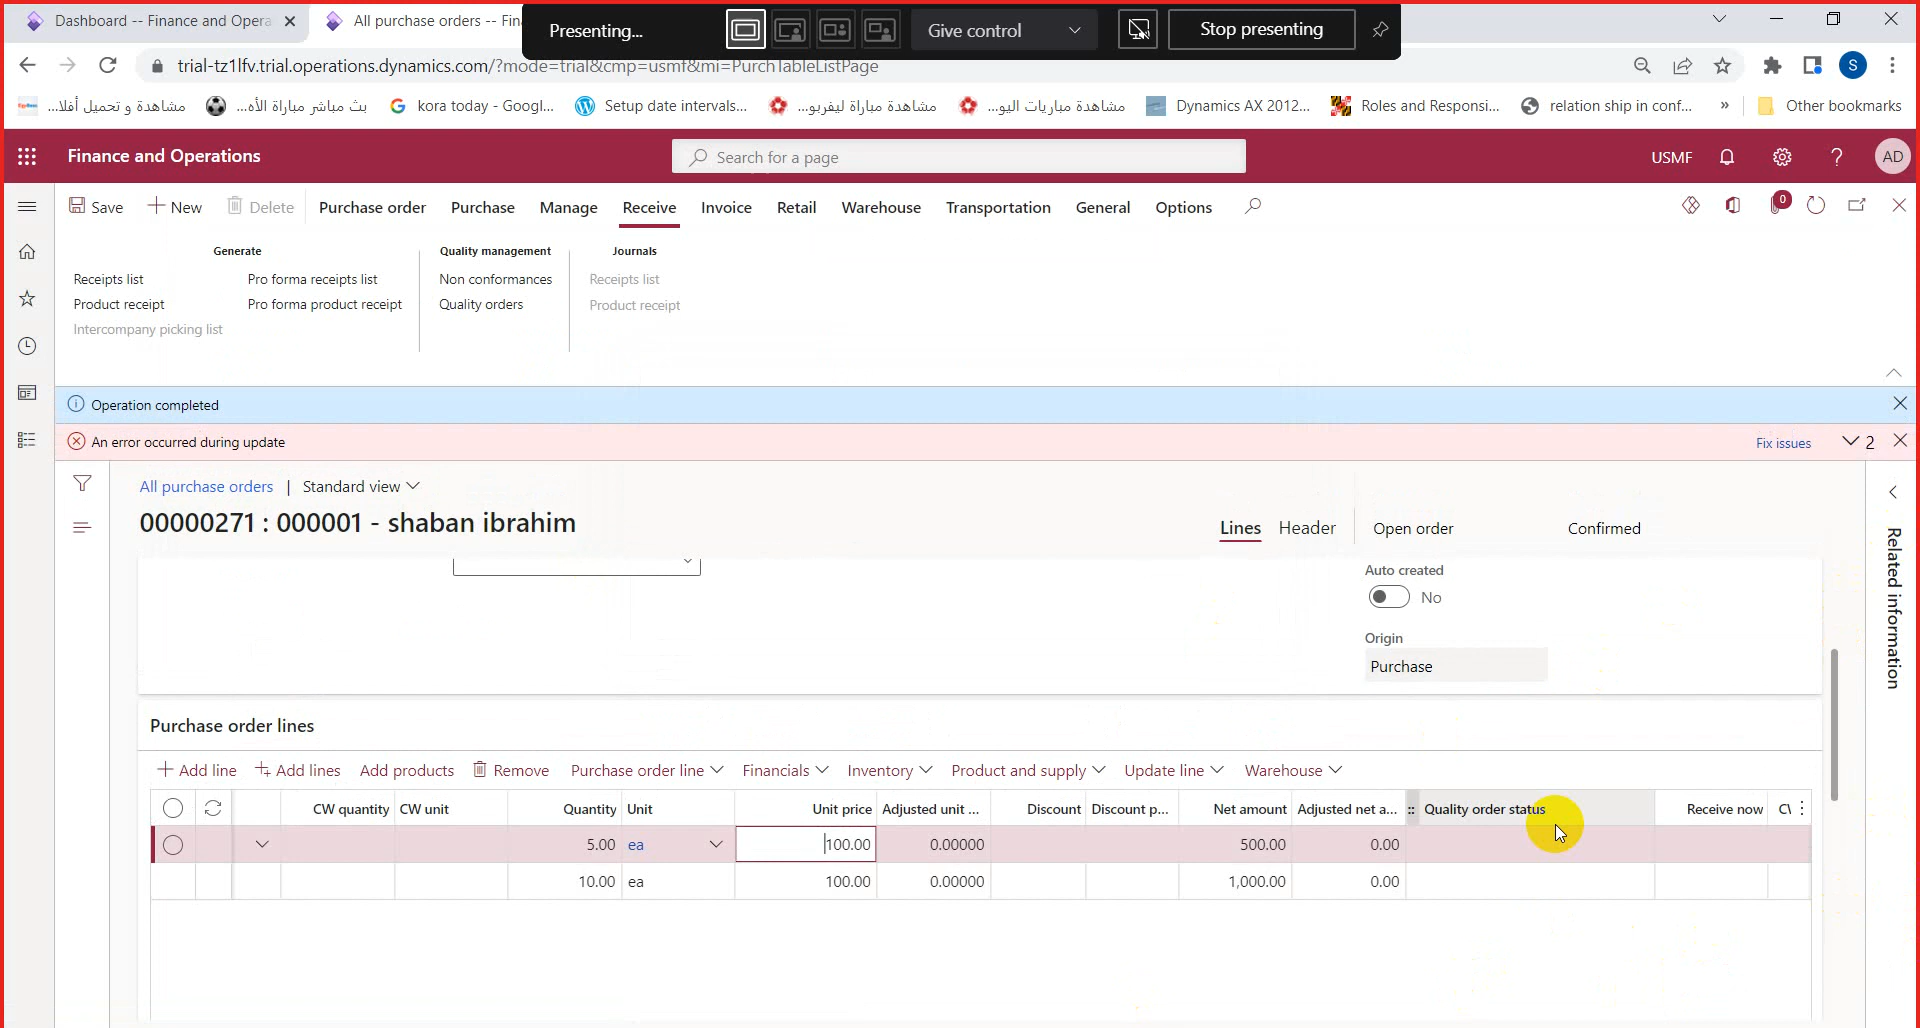 Dashboard -- Finance and Opera
All purchase orders -- Fin
Presenting...
Give control
Stop presenting
trial-tz1lfv.trial.operations.dynamics.com/?mode=trial&cmp=usmf&mi=PurchTableListPage
S
مشاهدة و تحميل أفلا...
بث مباشر مباراة الأه...
kora today - Googl...
Setup date intervals...
مشاهدة مباراة ليفربو...
مشاهدة مباريات اليو...
Dynamics AX 2012...
Roles and Responsi...
relation ship in conf...
»
Other bookmarks
Finance and Operations
Search for a page
USMF
?
AD
Save
New
Delete
Purchase order
Purchase
Manage
Receive
Invoice
Retail
Warehouse
Transportation
General
Options
0
Generate
Receipts list
Pro forma receipts list
Product receipt
Pro forma product receipt
Intercompany picking list
Quality management
Non conformances
Quality orders
Journals
Receipts list
Product receipt
Operation completed
An error occurred during update
Fix issues
2
All purchase orders | Standard view
00000271 : 000001 - shaban ibrahim
Lines
Header
Open order
Confirmed
Related information
Auto created
No
Origin
Purchase
Purchase order lines
Add line
Add lines
Add products
Remove
Purchase order line
Financials
Inventory
Product and supply
Update line
Warehouse
CW quantity CW unit Quantity Unit Unit price Adjusted unit ... Discount Discount p... Net amount Adjusted net a... Quality order status Receive now CW
5.00 ea 100.00 0.00000 500.00 0.00
10.00 ea 100.00 0.00000 1,000.00 0.00